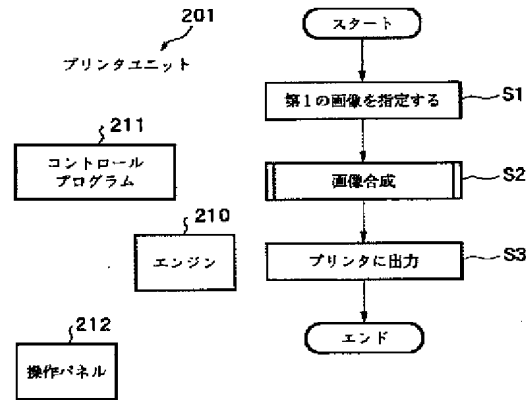 201
プリンタユニット
211
コントロール
プログラム
210
エンジン
212
操作パネル
スタート
第1の画像を指定する
S1
画像合成
S2
プリンタに出力
S3
エンド